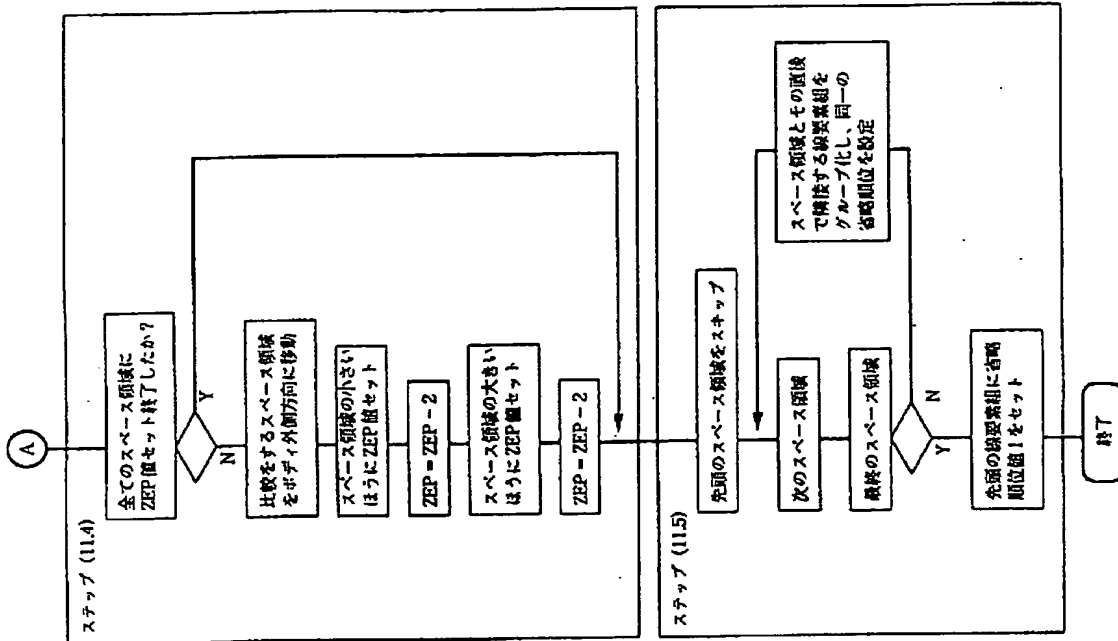 A
ステップ (11.4)
全てのスペース領域に
ZEP値セット終了したか?
Y
N
比較をするスペース領域
をボディ外側方向に移動
スペース領域の小さい
ほうにZEP値セット
ZEP = ZEP - 2
スペース領域の大きい
ほうにZEP値セット
ZEP = ZEP - 2
ステップ (11.5)
先頭のスペース領域をスキップ
次のスペース領域
最終のスペース領域
N
Y
スペース領域とその直後
で隣接する線要素組を
グループ化し、同一の
省略順位を設定
先頭の線要素組に省略
順位値1をセット
終了